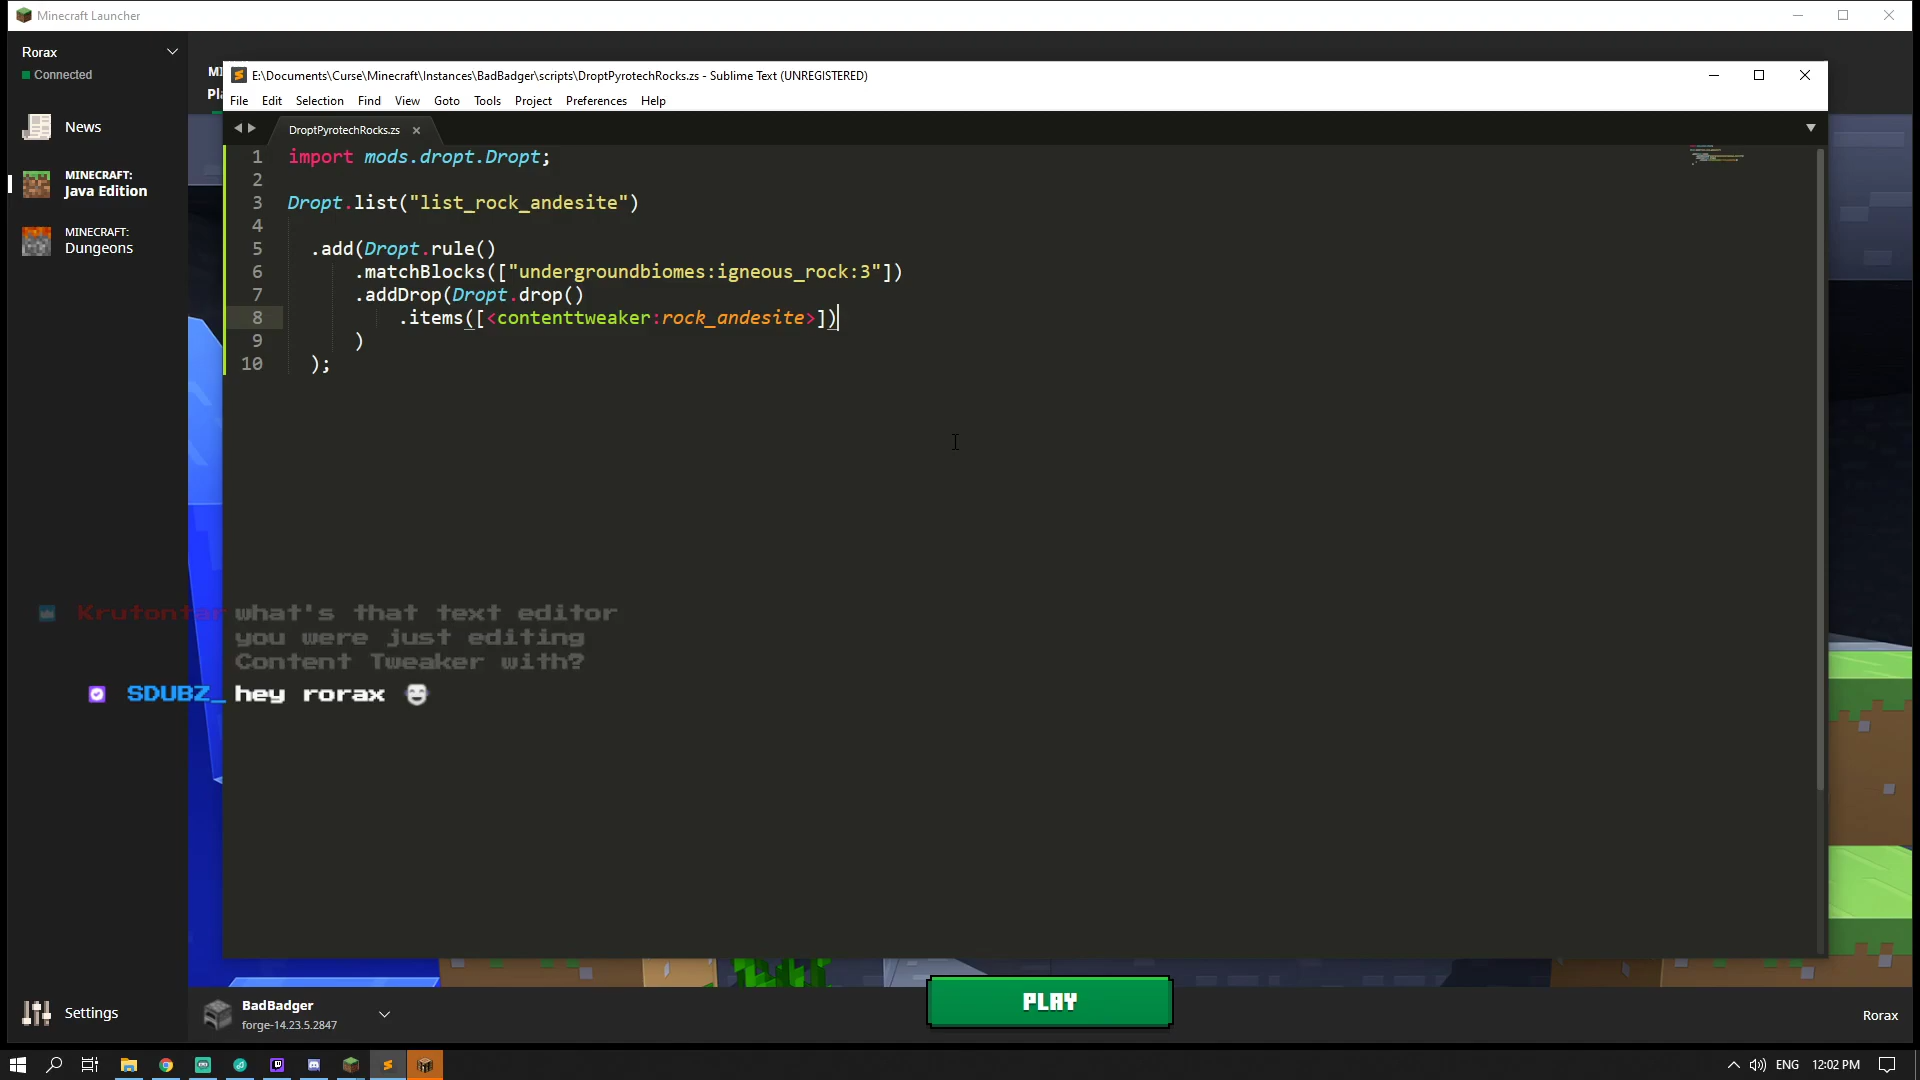 Minecraft Launcher
Rorax
Connected
News
MINECRAFT:
Java Edition
MINECRAFT:
Dungeons
Settings
E:\Documents\Curse\Minecraft\Instances\BadBadger\scripts\DroptPyrotechRocks.zs - Sublime Text (UNREGISTERED)
File Edit Selection Find View Goto Tools Project Preferences Help
DroptPyrotechRocks.zs
1 import mods.dropt.Dropt;
2
3 Dropt.list("list_rock_andesite")
4
5 .add(Dropt.rule()
6 .matchBlocks(["undergroundbiomes:igneous_rock:3"])
7 .addDrop(Dropt.drop()
8 .items([<contenttweaker:rock_andesite>])
9 )
10 );
Krutontar what's that text editor
you were just editing
Content Tweaker with?
SDUBZ_ hey rorax
BadBadger
forge-14.23.5.2847
PLAY
Rorax
ENG 12:02 PM